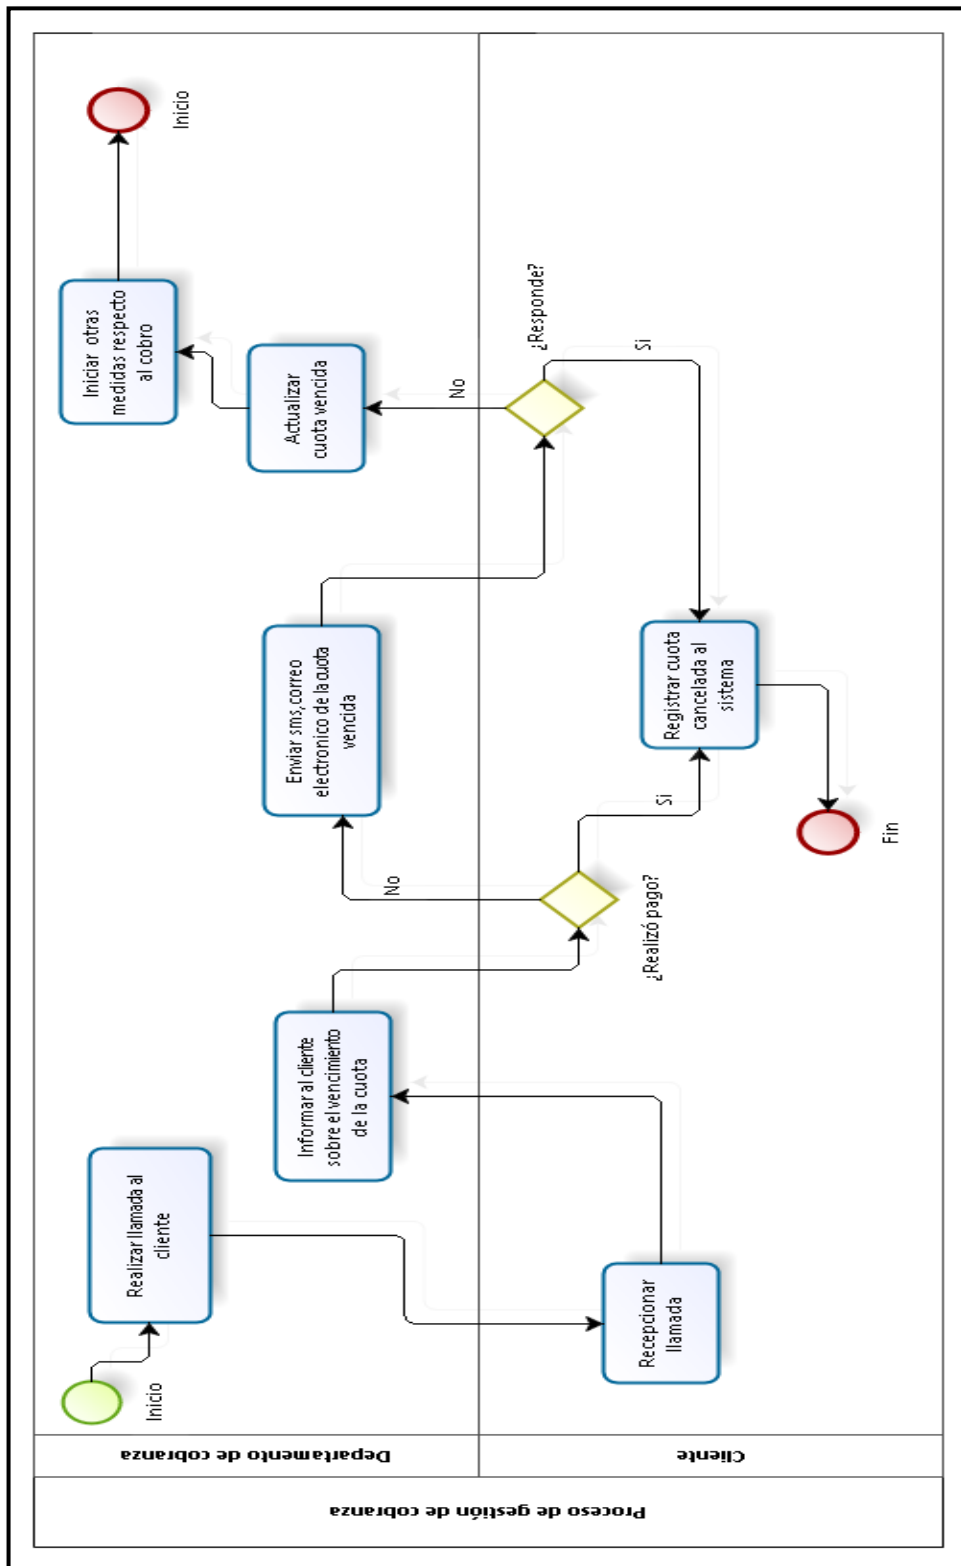 Proceso de gestión de cobranza
Departamento de cobranza
Cliente
Inicio
Realizar llamada al
cliente
Recepcionar
llamada
Informar al cliente
sobre el vencimiento
de la cuota
¿Realizó pago?
No
Si
Enviar sms,correo
electronico de la cuota
vencida
Registrar cuota
cancelada al
sistema
Fin
¿Responde?
No
Si
Actualizar
cuota vencida
Iniciar otras
medidas respecto
al cobro
Inicio